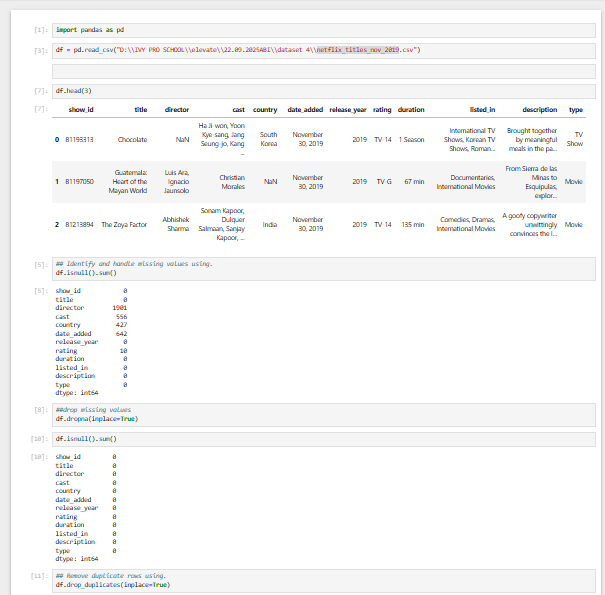 [1]: import pandas as pd
[3]: df = pd.read_csv("D:\\IVY PRO SCHOOL\\elevate\\22.09.2025ABI\\dataset 4\\netflix_titles_nov_2019.csv")
[7]: df.head(3)
[7]: show_id title director cast country date_added release_year rating duration listed_in description type
0 81193313 Chocolate NaN Ha Ji-won, Yoon Kye-sang, Jang Seung-jo, Kang ... South Korea November 30, 2019 2019 TV-14 1 Season International TV Shows, Korean TV Shows, Roman... Brought together by meaningful meals in the pa... TV Show
1 81197050 Guatemala: Heart of the Mayan World Luis Ara, Ignacio Jaunsolo Christian Morales NaN November 30, 2019 2019 TV-G 67 min Documentaries, International Movies From Sierra de las Minas to Esquipulas, explor... Movie
2 81213894 The Zoya Factor Abhishek Sharma Sonam Kapoor, Dulquer Salmaan, Sanjay Kapoor, ... India November 30, 2019 2019 TV-14 135 min Comedies, Dramas, International Movies A goofy copywriter unwittingly convinces the I... Movie
[5]: ## Identify and handle missing values using.
df.isnull().sum()
[5]: show_id 0
title 0
director 1901
cast 556
country 427
date_added 642
release_year 0
rating 10
duration 0
listed_in 0
description 0
type 0
dtype: int64
[8]: ##drop missing values
df.dropna(inplace=True)
[10]: df.isnull().sum()
[10]: show_id 0
title 0
director 0
cast 0
country 0
date_added 0
release_year 0
rating 0
duration 0
listed_in 0
description 0
type 0
dtype: int64
[11]: ## Remove duplicate rows using.
df.drop_duplicates(inplace=True)